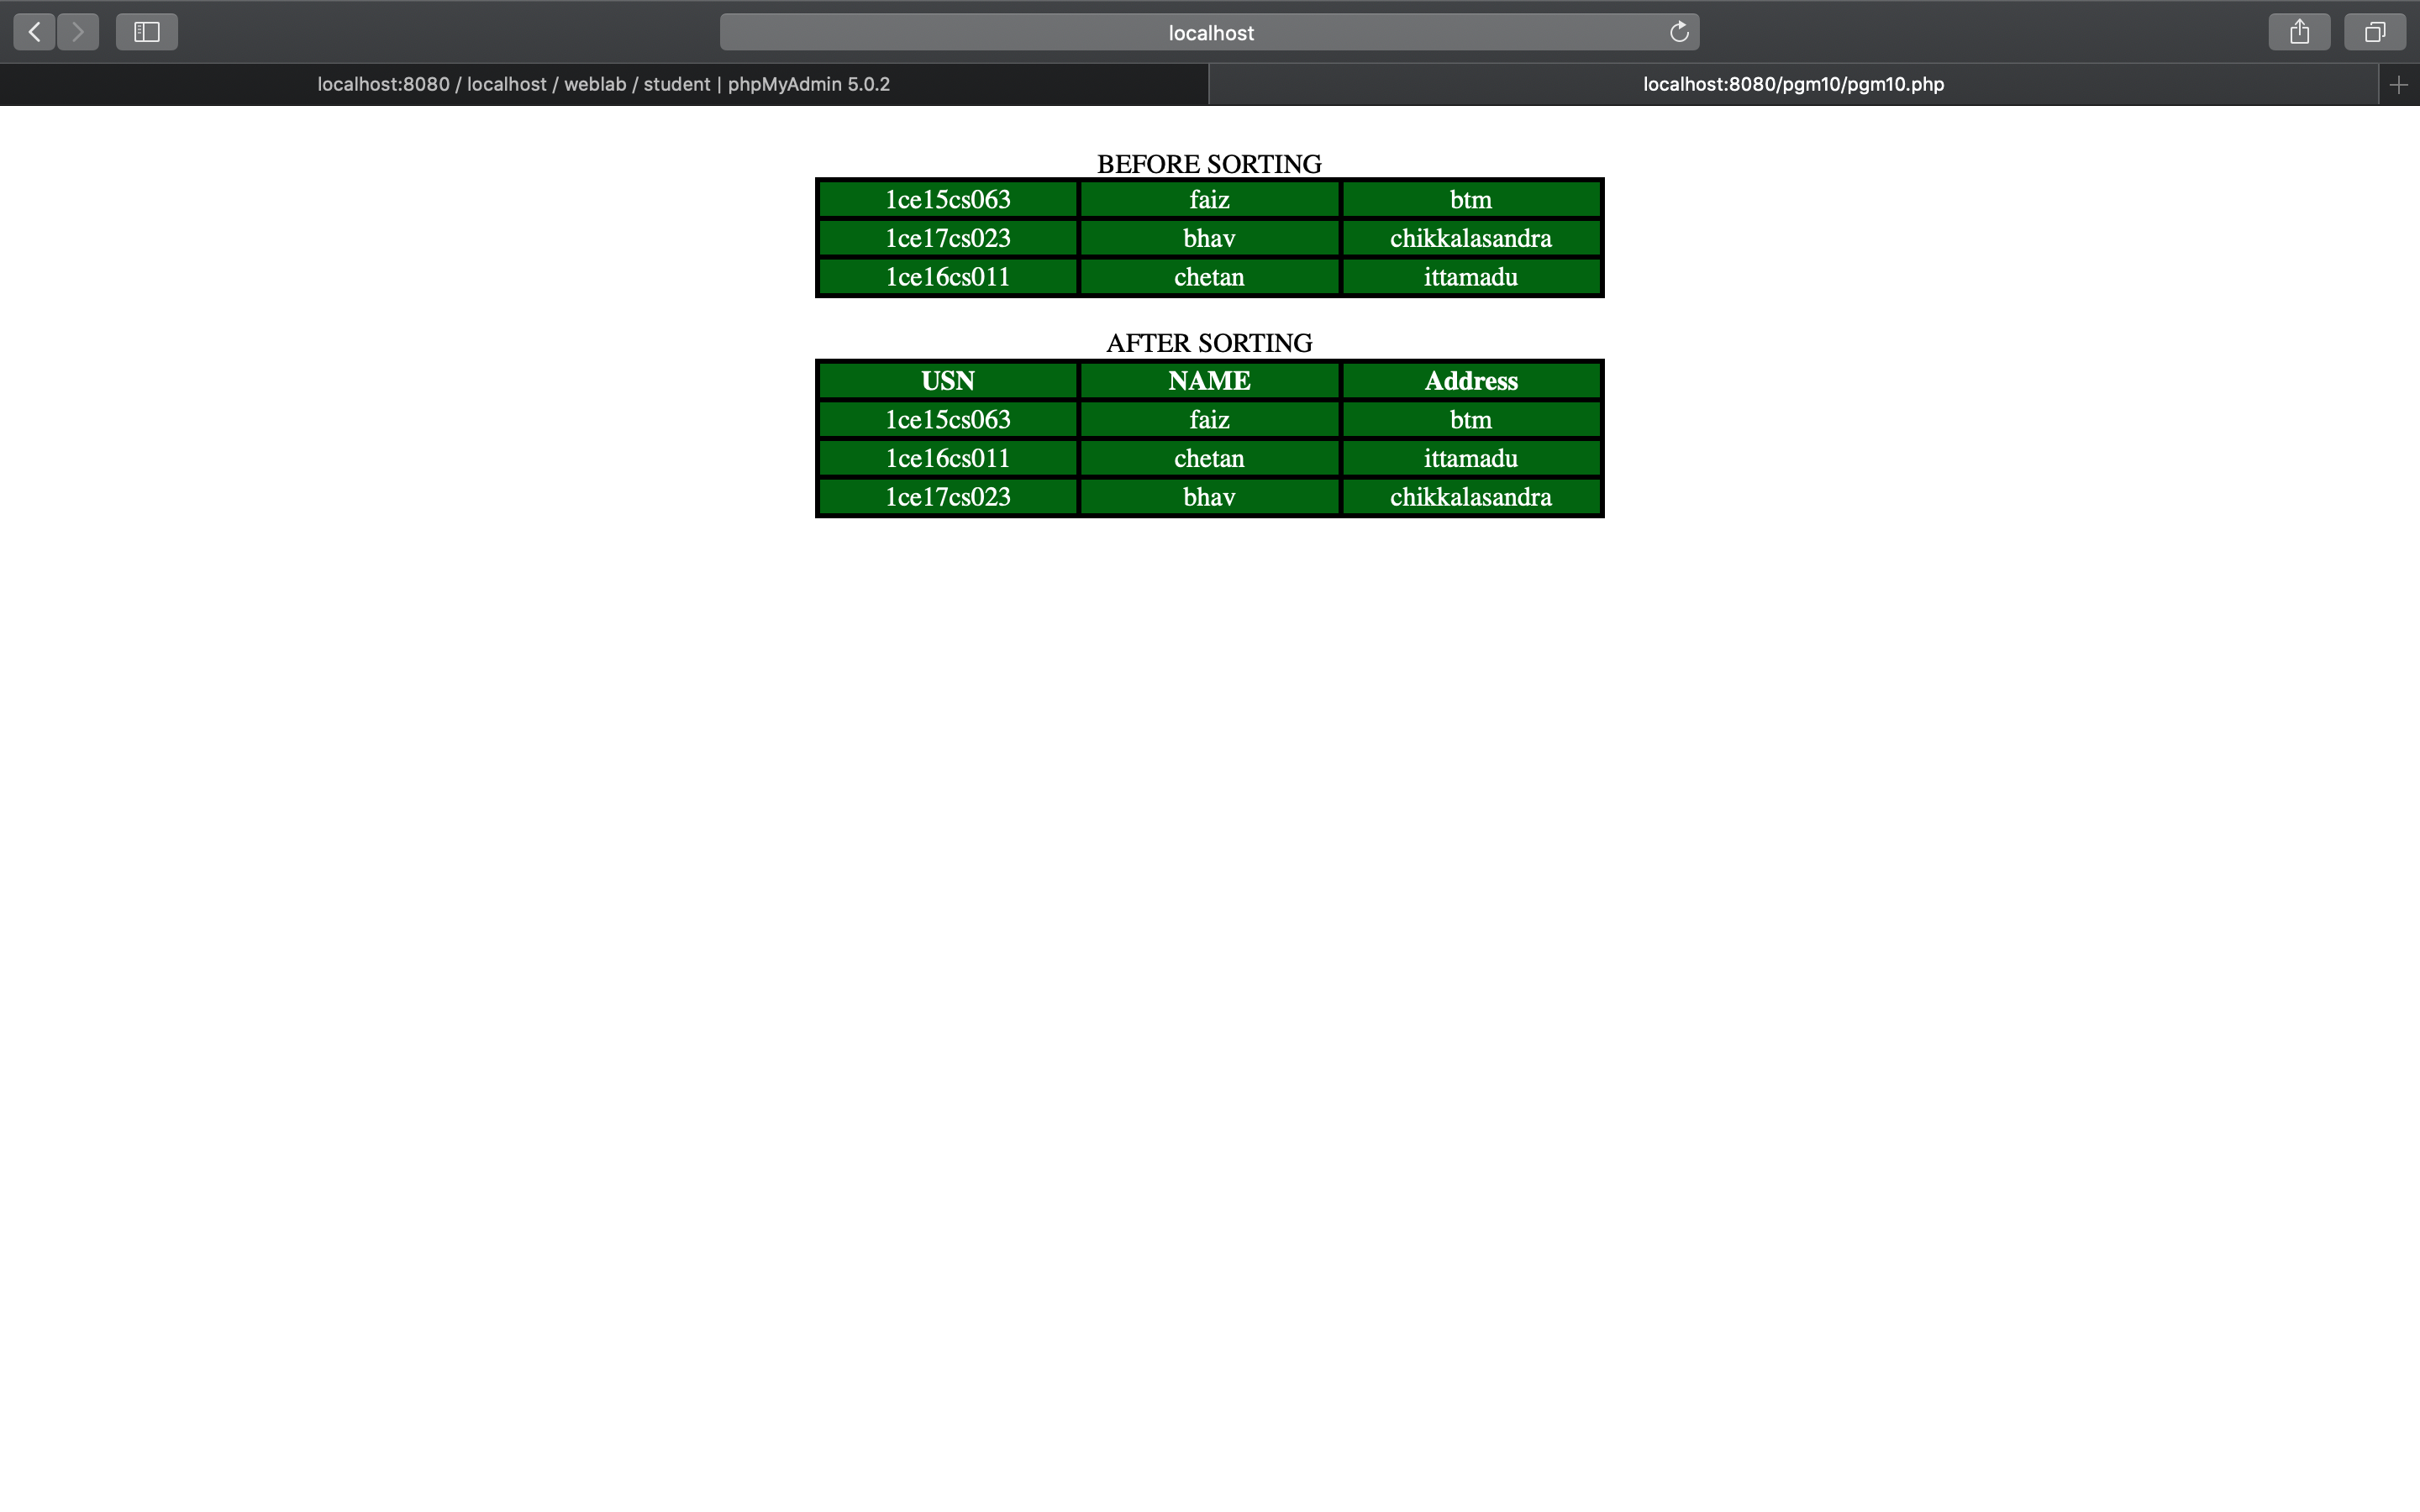 localhost
localhost:8080 / localhost / weblab / student | phpMyAdmin 5.0.2
localhost:8080/pgm10/pgm10.php
BEFORE SORTING
1ce15cs063 faiz btm
1ce17cs023 bhav chikkalasandra
1ce16cs011 chetan ittamadu
AFTER SORTING
USN NAME Address
1ce15cs063 faiz btm
1ce16cs011 chetan ittamadu
1ce17cs023 bhav chikkalasandra